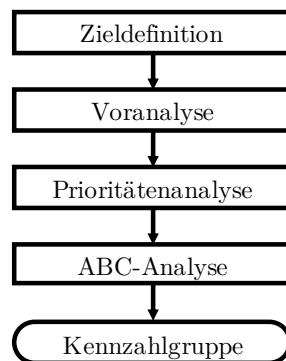 Zieldefinition
Voranalyse
Prioritätenanalyse
ABC-Analyse
Kennzahlgruppe